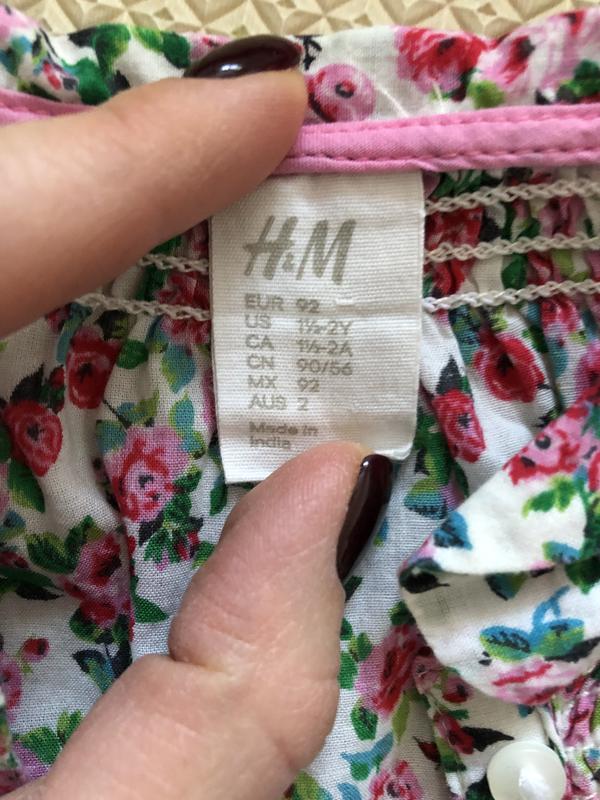 H&M
EUR 92
US 1½-2Y
CA 1½-2A
CN 90/56
MX 92
AUS 2
Made in
India